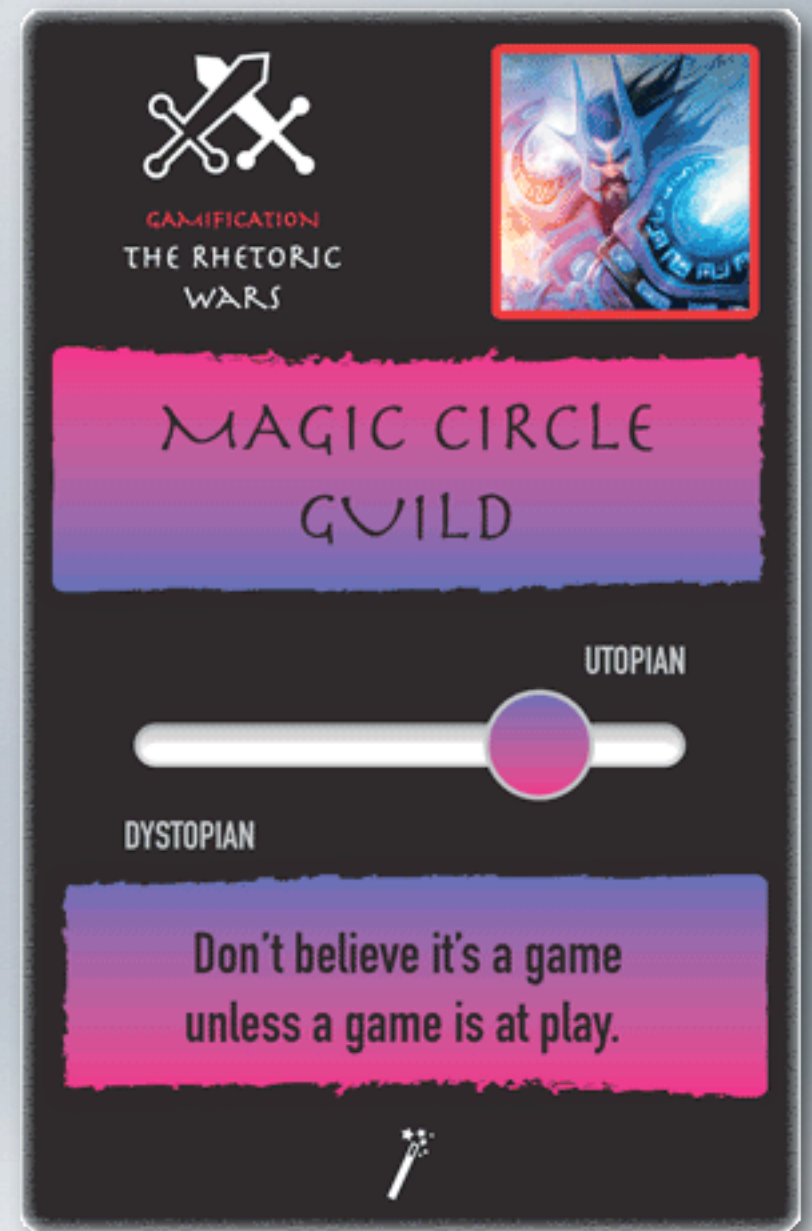 GAMIFICATION
THE RHETORIC
WARS
MAGIC CIRCLE
GUILD
UTOPIAN
DYSTOPIAN
Don't believe it's a game
unless a game is at play.